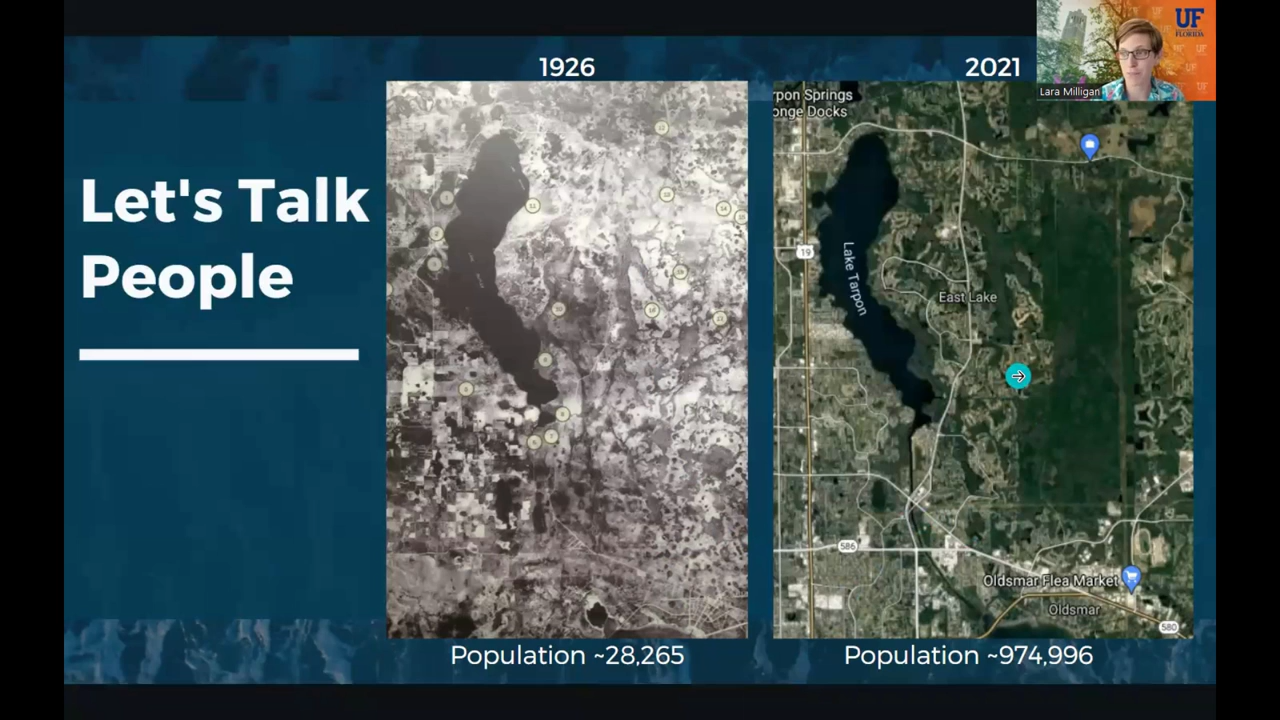 1926
2021
UF
FLORIDA
Lara Milligan
Let's Talk
People
rpon Springs
onge Docks
19
Lake Tarpon
East Lake
586
Oldsmar Flea Market
Oldsmar
580
Population ~28,265
Population ~974,996